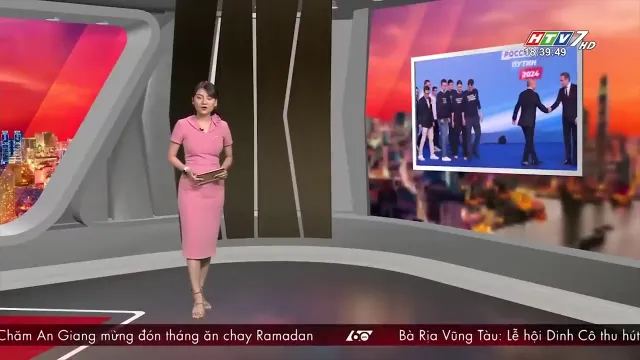 HTV7 HD
18:39:49
РОССИЯ
ПУТИН
2024
Chăm An Giang mừng đón tháng ăn chay Ramadan 60 Bà Rịa Vũng Tàu: Lễ hội Dinh Cô thu hút